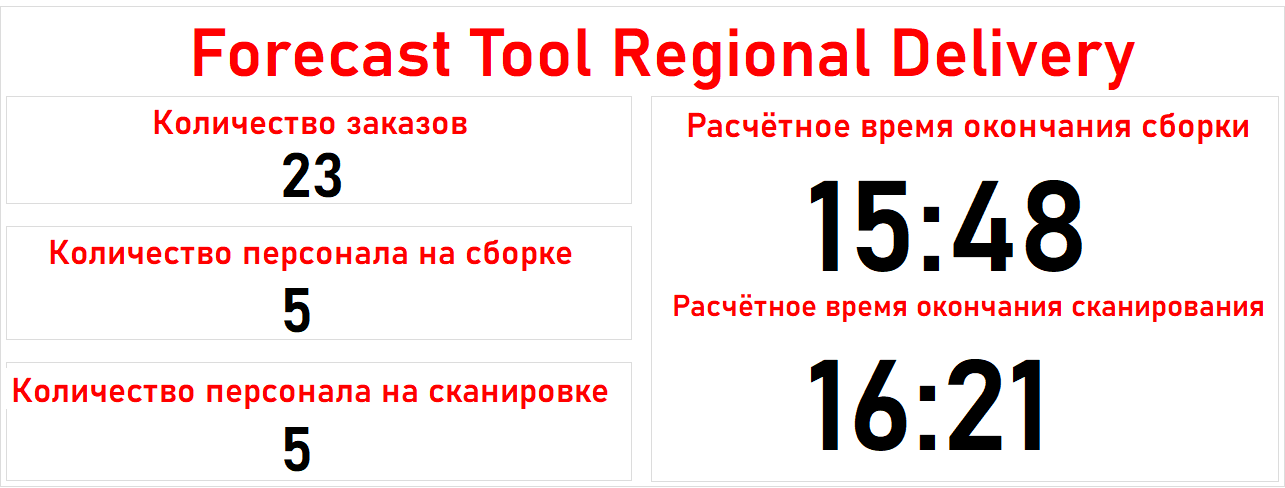 Forecast Tool Regional Delivery
Количество заказов
23
Количество персонала на сборке
5
Количество персонала на сканировке
5
Расчётное время окончания сборки
15:48
Расчётное время окончания сканирования
16:21